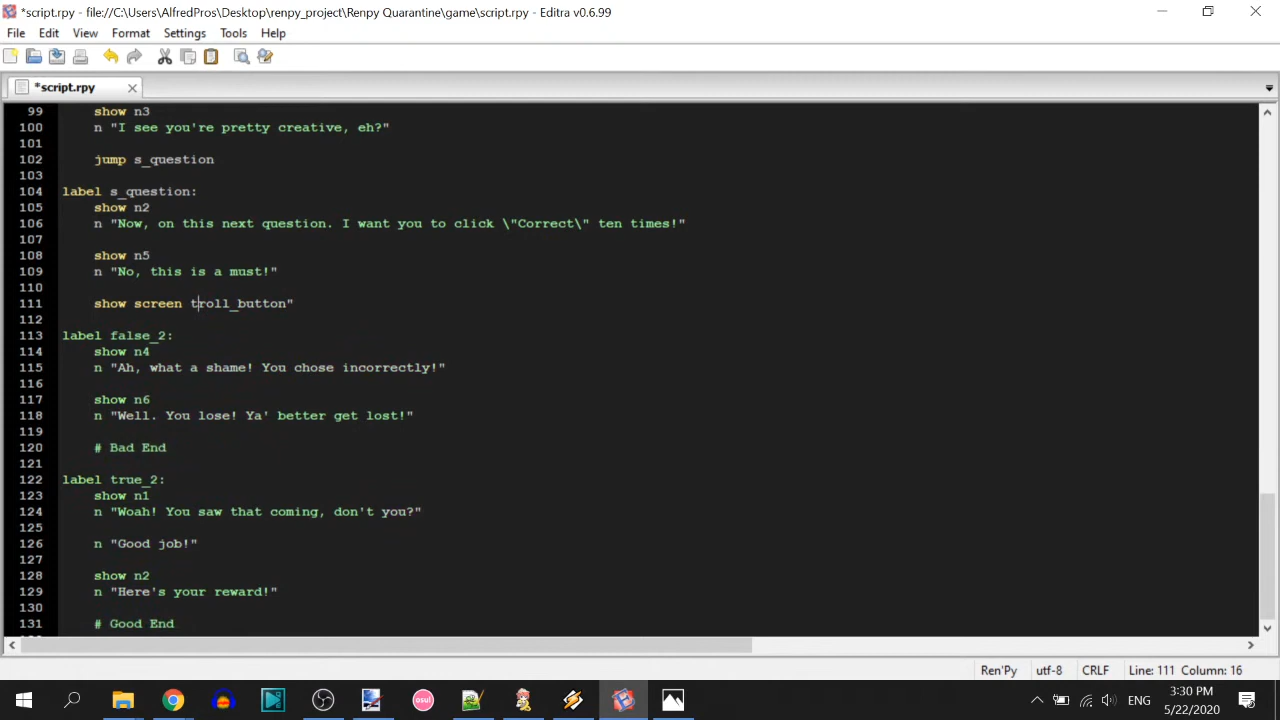 *script.rpy - file://C:\Users\AlfredPros\Desktop\renpy_project\Renpy Quarantine\game\script.rpy - Editra v0.6.99
File Edit View Format Settings Tools Help
*script.rpy
99 show n3
100 n "I see you're pretty creative, eh?"
101
102 jump s_question
103
104 label s_question:
105 show n2
106 n "Now, on this next question. I want you to click \"Correct\" ten times!"
107
108 show n5
109 n "No, this is a must!"
110
111 show screen troll_button"
112
113 label false_2:
114 show n4
115 n "Ah, what a shame! You chose incorrectly!"
116
117 show n6
118 n "Well. You lose! Ya' better get lost!"
119
120 # Bad End
121
122 label true_2:
123 show n1
124 n "Woah! You saw that coming, don't you?"
125
126 n "Good job!"
127
128 show n2
129 n "Here's your reward!"
130
131 # Good End
Ren'Py utf-8 CRLF Line: 111 Column: 16
osu!
ENG
3:30 PM
5/22/2020